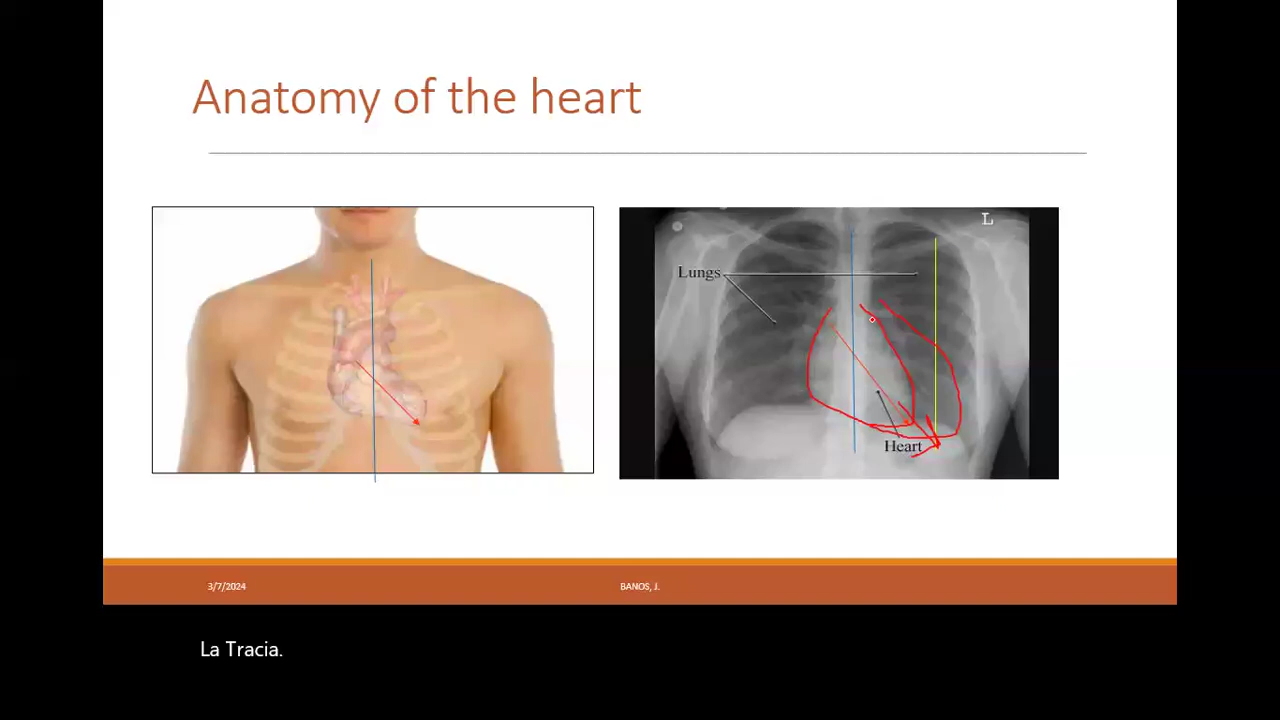 Anatomy of the heart
L
Lungs
Heart
3/7/2024
BANOS, J.
La Tracia.